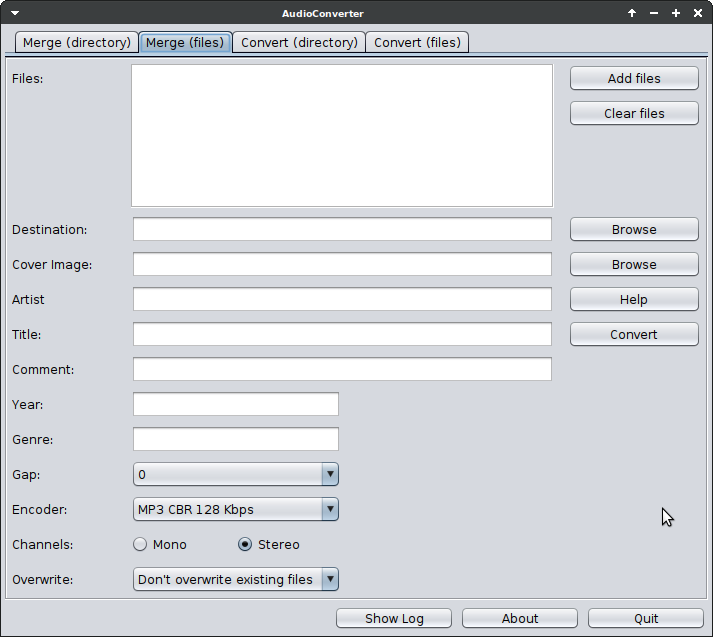 AudioConverter
Merge (directory) Merge (files) Convert (directory) Convert (files)
Files: Add files
Clear files
Destination: Browse
Cover Image: Browse
Artist Help
Title: Convert
Comment:
Year:
Genre:
Gap: 0
Encoder: MP3 CBR 128 Kbps
Channels: Mono Stereo
Overwrite: Don't overwrite existing files
Show Log About Quit